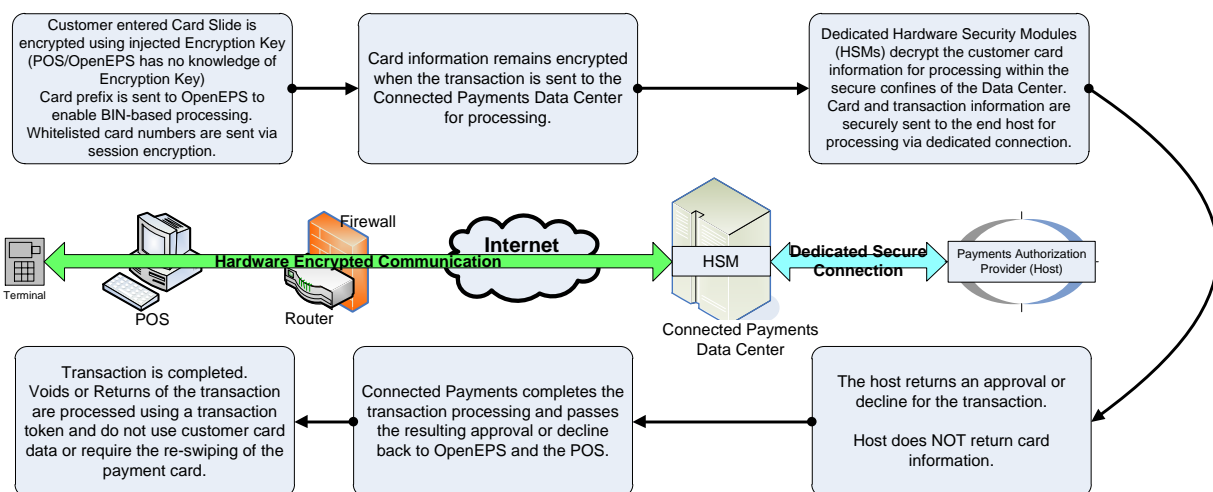 Customer entered Card Slide is
encrypted using injected Encryption Key
(POS/OpenEPS has no knowledge of
Encryption Key)
Card prefix is sent to OpenEPS to
enable BIN-based processing.
Whitelisted card numbers are sent via
session encryption.
Card information remains encrypted
when the transaction is sent to the
Connected Payments Data Center
for processing.
Dedicated Hardware Security Modules
(HSMs) decrypt the customer card
information for processing within the
secure confines of the Data Center.
Card and transaction information are
securely sent to the end host for
processing via dedicated connection.
Terminal
POS
Firewall
Router
Hardware Encrypted Communication
Internet
HSM
Connected Payments
Data Center
Dedicated Secure
Connection
Payments Authorization
Provider (Host)
Transaction is completed.
Voids or Returns of the transaction
are processed using a transaction
token and do not use customer card
data or require the re-swiping of the
payment card.
Connected Payments completes the
transaction processing and passes
the resulting approval or decline
back to OpenEPS and the POS.
The host returns an approval or
decline for the transaction.
Host does NOT return card
information.